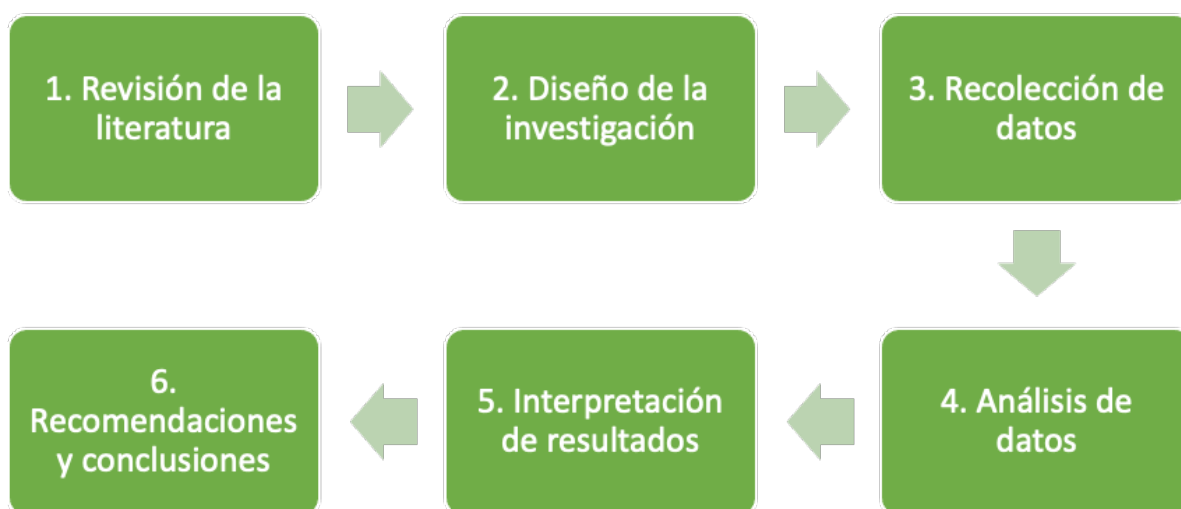 1. Revisión de la
literatura
2. Diseño de la
investigación
3. Recolección de
datos
4. Análisis de
datos
5. Interpretación
de resultados
6.
Recomendaciones
y conclusiones